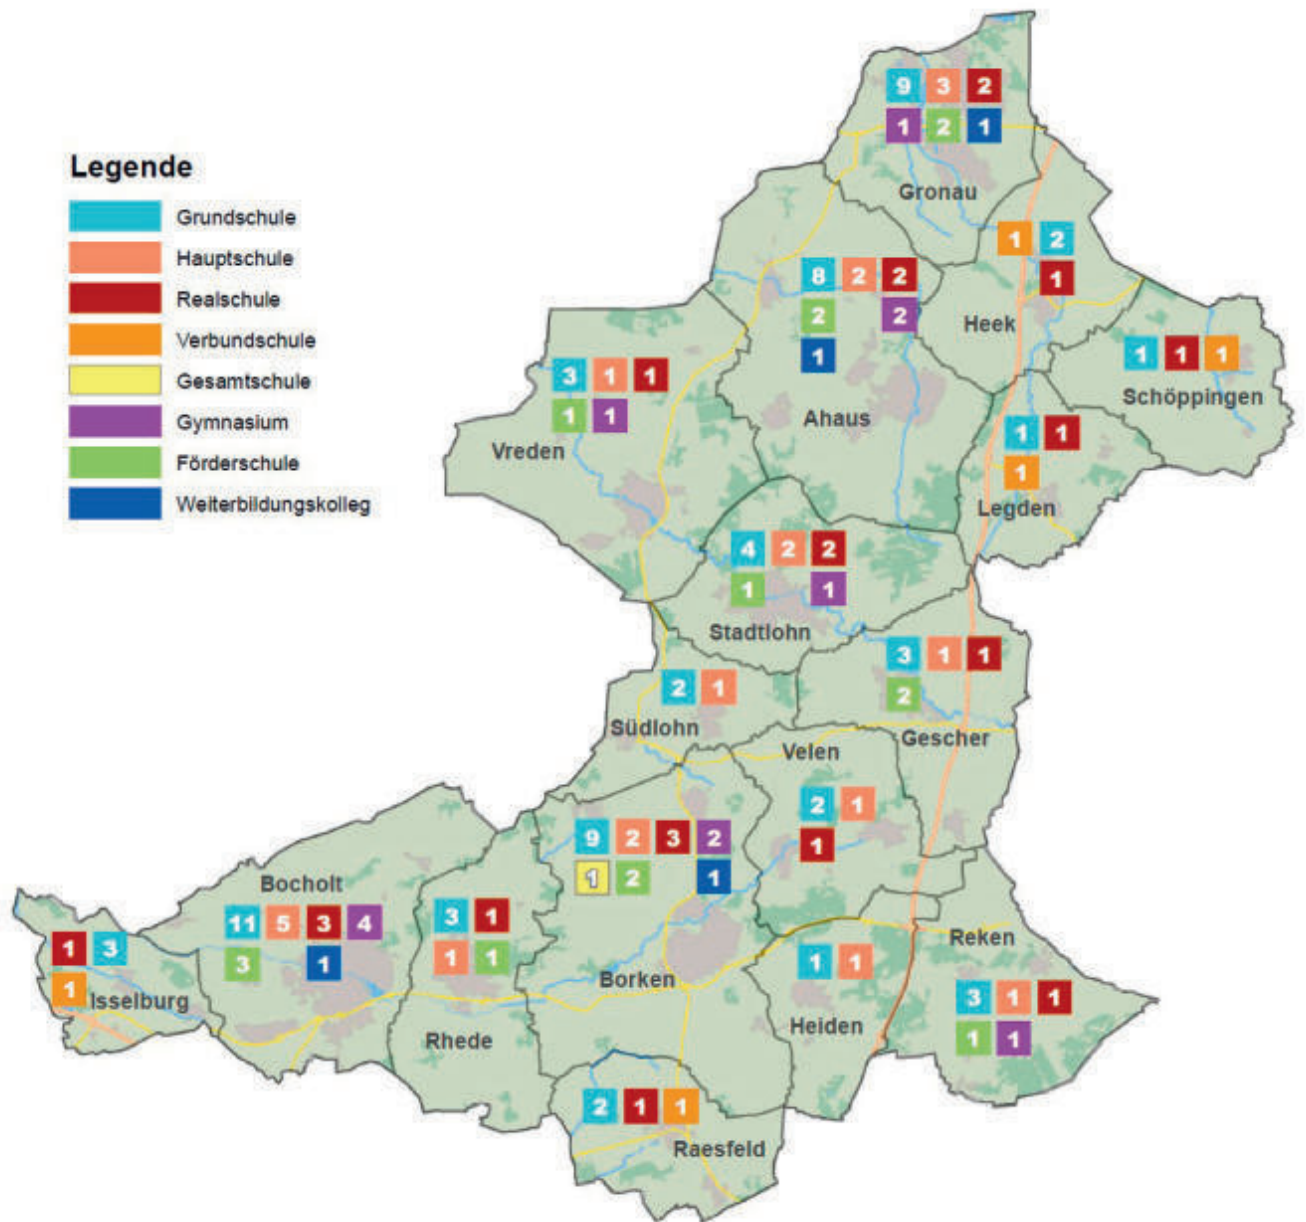 Legende
Grundschule
Hauptschule
Realschule
Verbundschule
Gesamtschule
Gymnasium
Förderschule
Weiterbildungskolleg
9 3 2
1 2 1
Gronau
1 2
1
Heek
8 2 2
2 2
1
Ahaus
1 1 1
Schöppingen
3 1 1
1 1
Vreden
1 1
1
Legden
4 2 2
1 1
Stadtlohn
3 1 1
2
Gescher
2 1
Südlohn
Velen
2 1
1
9 2 3 2
1 2 1
Borken
Bocholt
11 5 3 4
3 1
3 1
1 1
Rhede
1 3
1
Isselburg
1 1
Heiden
Reken
3 1 1
1 1
2 1 1
Raesfeld